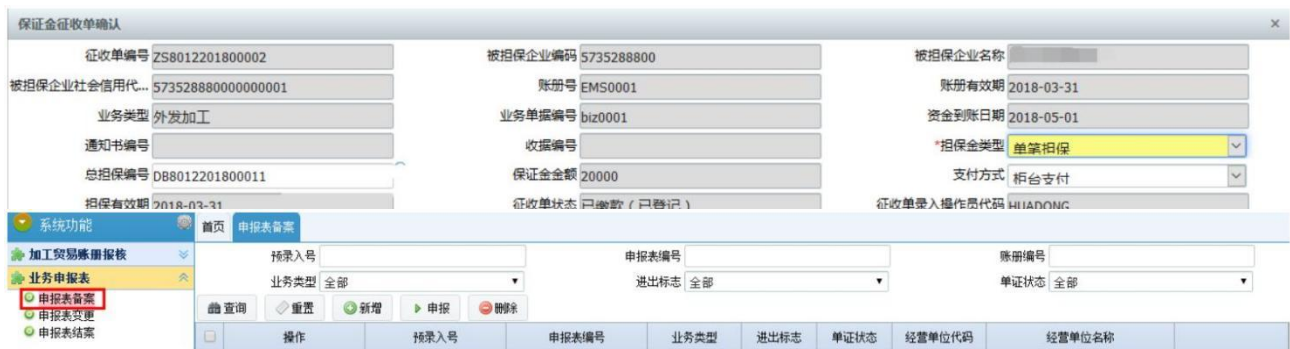 保证金征收单确认 ×
征收单编号 ZS8012201800002 被担保企业编码 5735288800 被担保企业名称
被担保企业社会信用代... 573528880000000001 账册号 EMS0001 账册有效期 2018-03-31
业务类型 外发加工 业务单据编号 biz0001 资金到账日期 2018-05-01
通知书编号 收据编号 *担保金类型 单笔担保
总担保编号 DB8012201800011 保证金金额 20000 支付方式 柜台支付
担保有效期 2018-03-31 征收单状态 已缴款（已登记） 征收单录入操作员代码 HUADONG
系统功能 首页 申报表备案
加工贸易账册报核 预录入号 申报表编号 账册编号
业务申报表 业务类型 全部 进出标志 全部 单证状态 全部
申报表备案 查询 重置 新增 申报 删除
申报表变更
申报表结案 操作 预录入号 申报表编号 业务类型 进出标志 单证状态 经营单位代码 经营单位名称